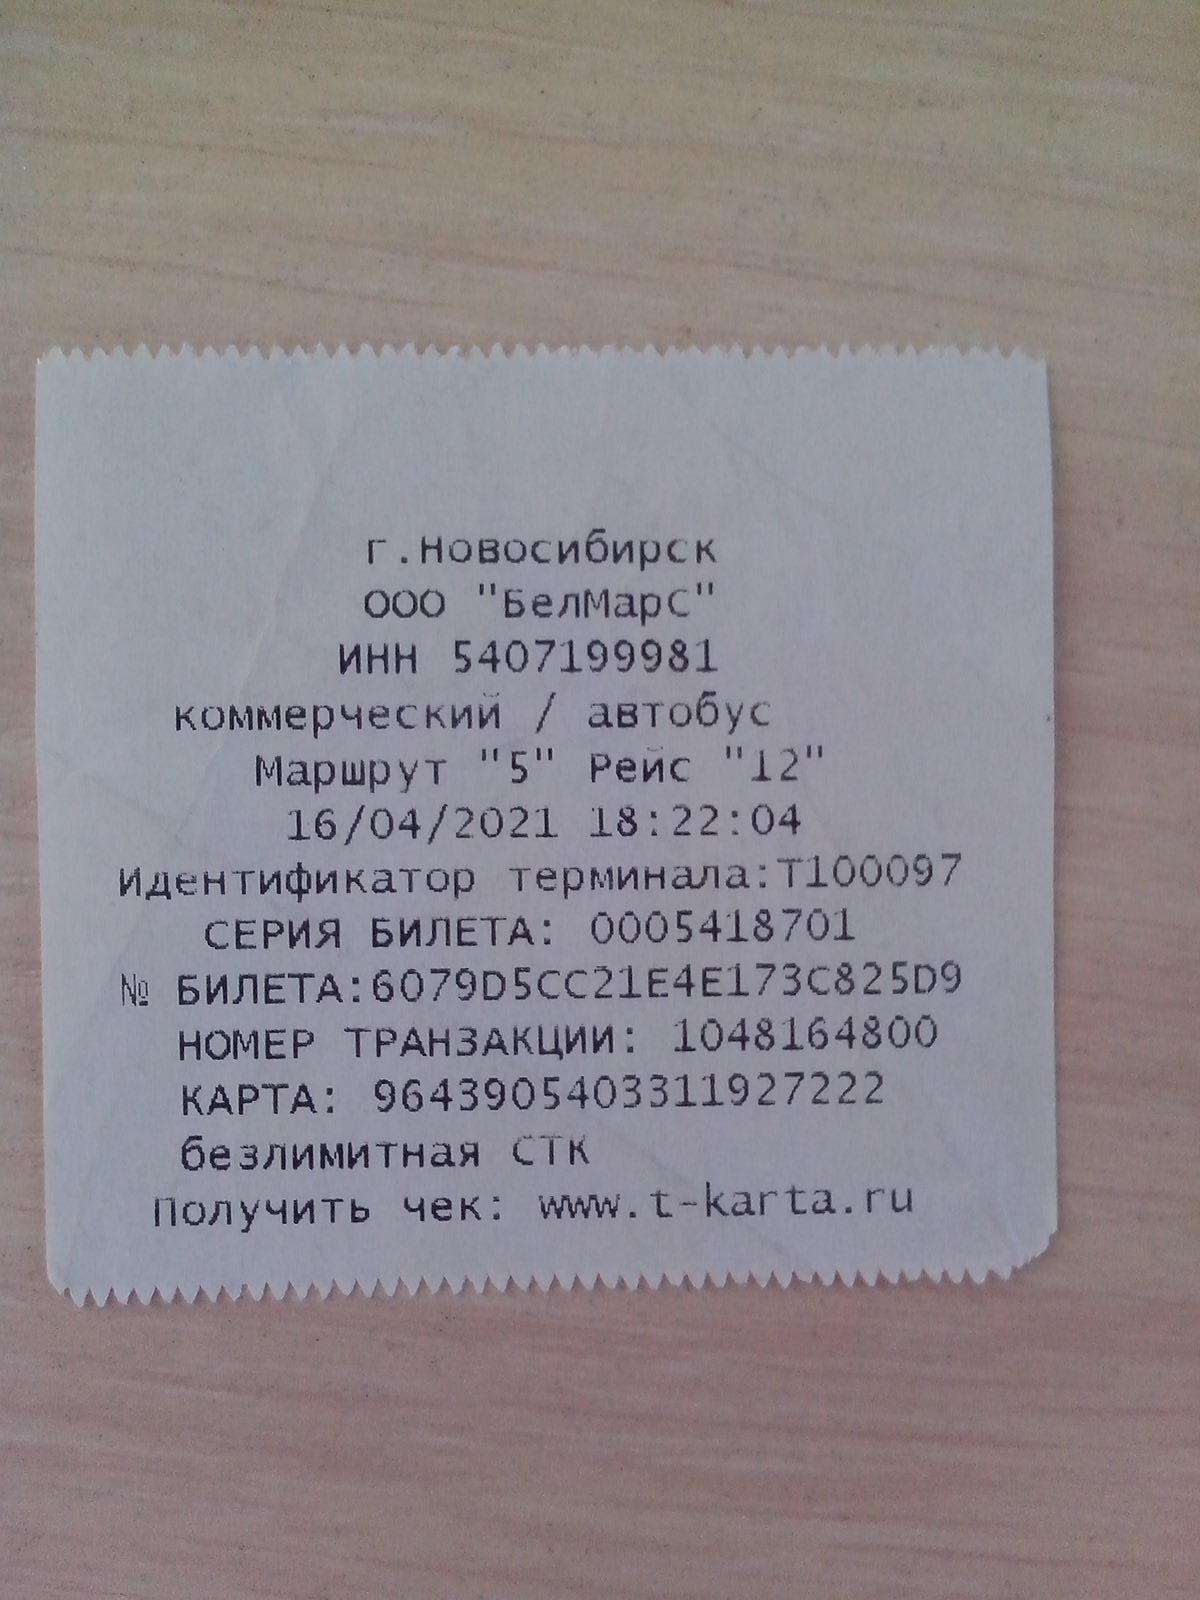 г.Новосибирск
ООО "БелМарС"
ИНН 5407199981
коммерческий / автобус
Маршрут "5" Рейс "12"
16/04/2021 18:22:04
Идентификатор терминала:T100097
СЕРИЯ БИЛЕТА: 0005418701
№ БИЛЕТА:6079D5CC21E4E173C825D9
НОМЕР ТРАНЗАКЦИИ: 1048164800
КАРТА: 9643905403311927222
безлимитная СТК
Получить чек: www.t-karta.ru